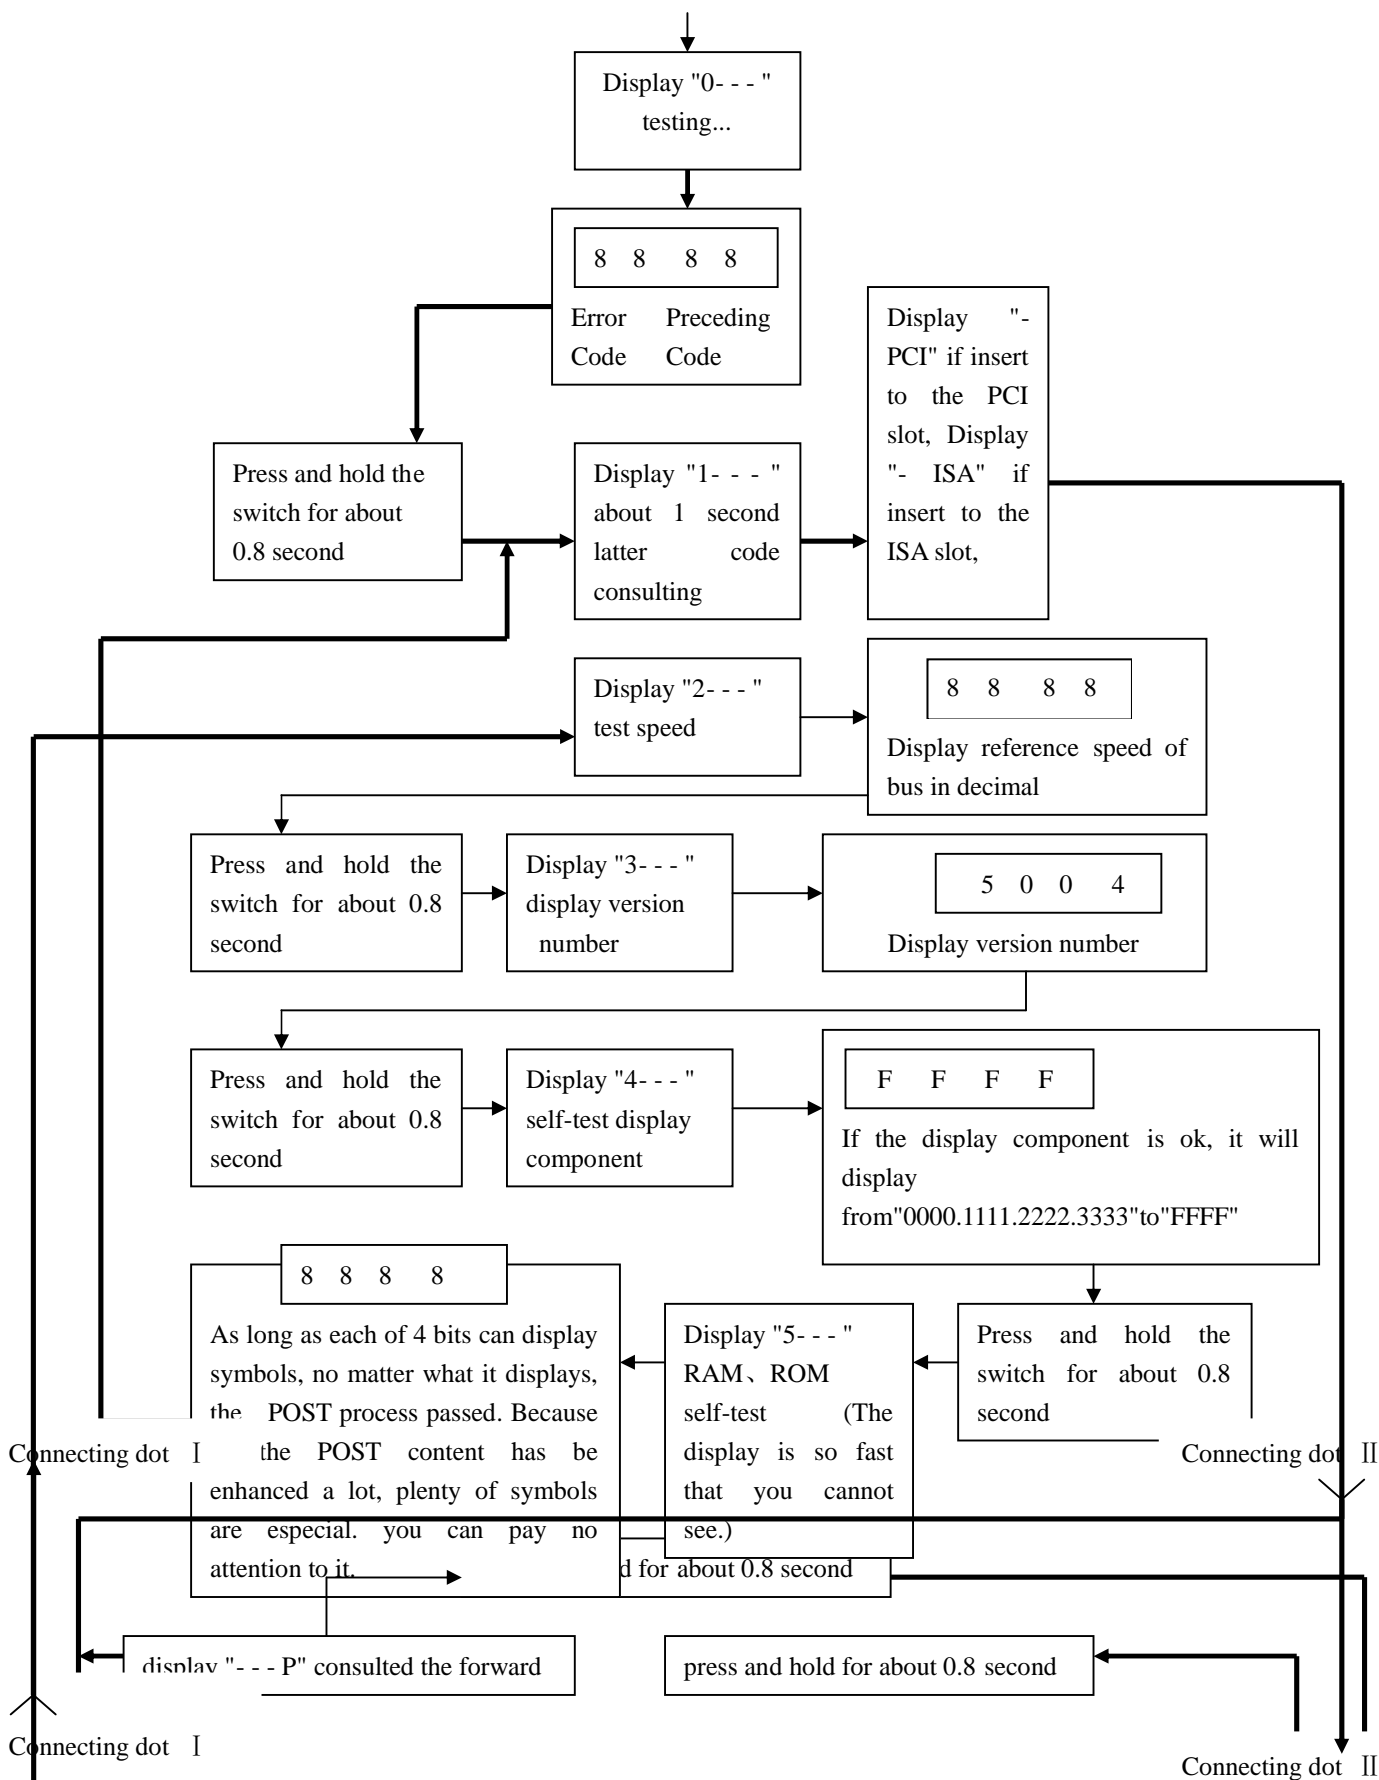 Display "0- - - "
testing...
8 8 8 8
Error Preceding
Code Code
Display "-
PCI" if insert
to the PCI
slot, Display
"- ISA" if
insert to the
ISA slot,
Press and hold the
switch for about
0.8 second
Display "1- - - "
about 1 second
latter code
consulting
Display "2- - - "
test speed
8 8 8 8
Display reference speed of
bus in decimal
Press and hold the
switch for about 0.8
second
Display "3- - - "
display version
number
5 0 0 4
Display version number
Press and hold the
switch for about 0.8
second
Display "4- - - "
self-test display
component
F F F F
If the display component is ok, it will
display
from"0000.1111.2222.3333"to"FFFF"
8 8 8 8
As long as each of 4 bits can display
symbols, no matter what it displays,
the POST process passed. Because
the POST content has be
enhanced a lot, plenty of symbols
are especial. you can pay no
attention to it.
Display "5- - - "
RAM、ROM
self-test (The
display is so fast
that you cannot
see.)
Press and hold the
switch for about 0.8
second
Connecting dot Ⅰ
Connecting dot Ⅱ
d for about 0.8 second
display "- - - P" consulted the forward
press and hold for about 0.8 second
Connecting dot Ⅰ
Connecting dot Ⅱ